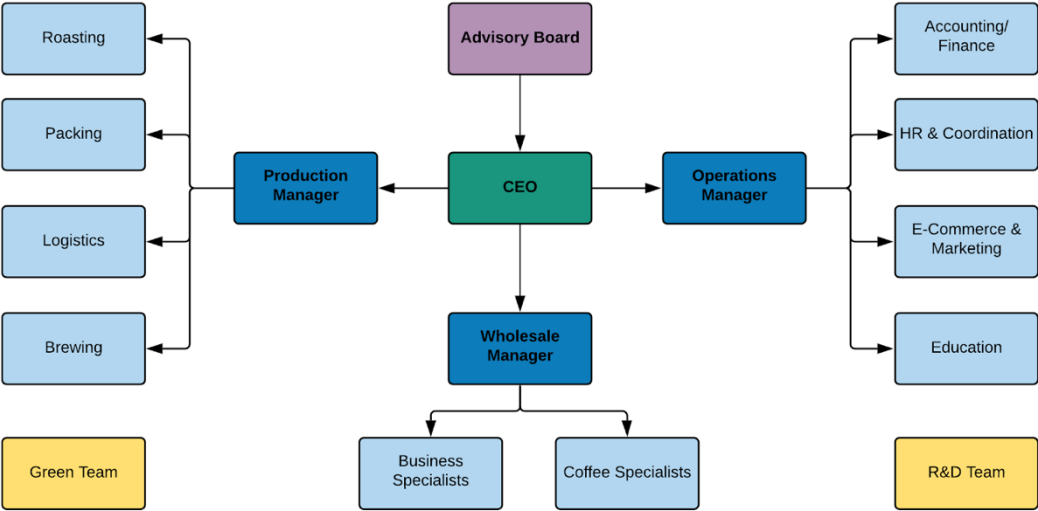 Roasting
Advisory Board
Accounting/
Finance
Packing
HR & Coordination
Production
Manager
CEO
Operations
Manager
Logistics
E-Commerce &
Marketing
Brewing
Wholesale
Manager
Education
Green Team
Business
Specialists
Coffee Specialists
R&D Team